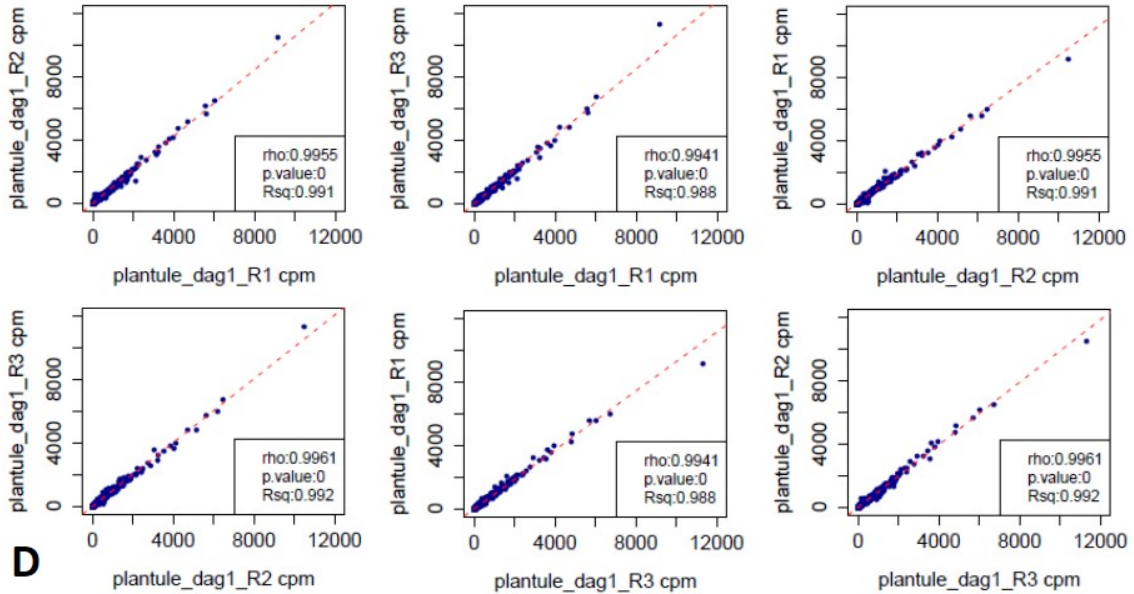 plantule_dag1_R2 cpm
8000
4000
0
rho:0.9955
p.value:0
Rsq:0.991
0 4000 8000 12000
plantule_dag1_R1 cpm
plantule_dag1_R3 cpm
8000
4000
0
rho:0.9941
p.value:0
Rsq:0.988
0 4000 8000 12000
plantule_dag1_R1 cpm
plantule_dag1_R1 cpm
8000
4000
0
rho:0.9955
p.value:0
Rsq:0.991
0 4000 8000 12000
plantule_dag1_R2 cpm
plantule_dag1_R3 cpm
8000
4000
0
rho:0.9961
p.value:0
Rsq:0.992
0 4000 8000 12000
plantule_dag1_R2 cpm
plantule_dag1_R1 cpm
8000
4000
0
rho:0.9941
p.value:0
Rsq:0.988
0 4000 8000 12000
plantule_dag1_R3 cpm
plantule_dag1_R2 cpm
8000
4000
0
rho:0.9961
p.value:0
Rsq:0.992
0 4000 8000 12000
plantule_dag1_R3 cpm
D